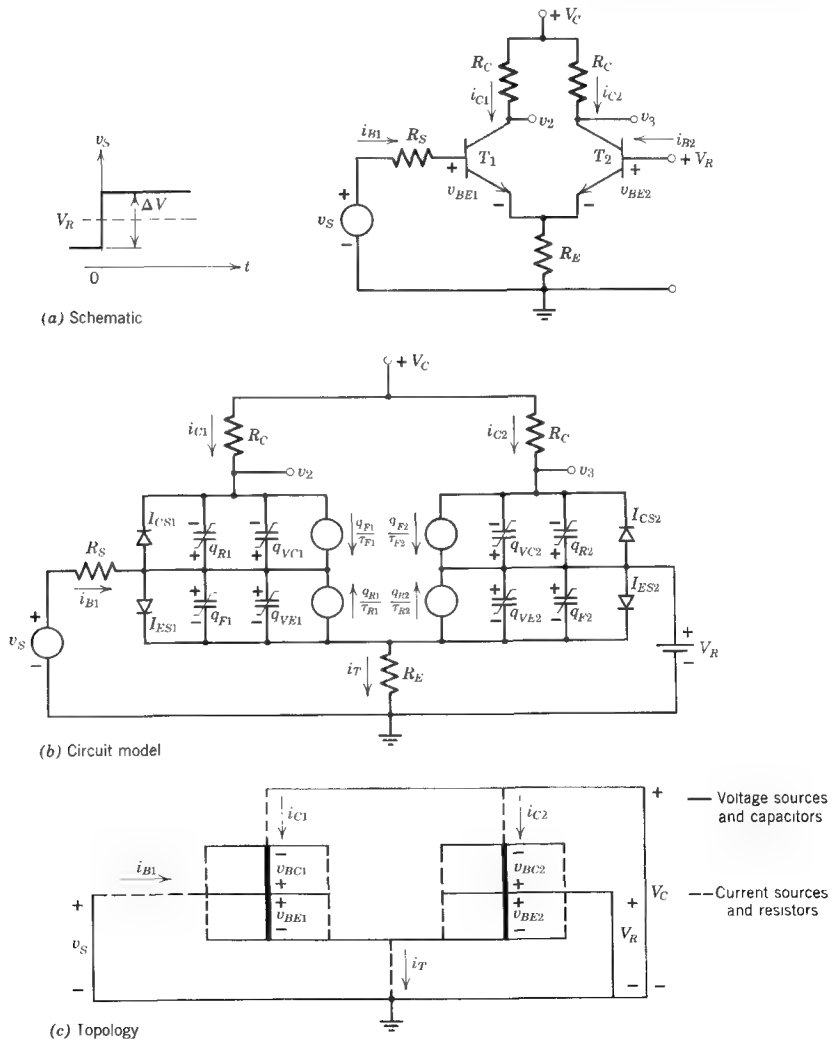 + V_C
R_C
R_C
i_C1
i_C2
v_2
v_3
v_S
ΔV
V_R
0
t
i_B1
R_S
+
T_1
T_2
+
i_B2
+ V_R
v_BE1
v_BE2
−
−
+
v_S
−
R_E
(a) Schematic
+ V_C
i_C1
R_C
i_C2
R_C
v_2
v_3
I_CS1
−
−
q_F1/τ_F1
q_F2/τ_F2
−
−
I_CS2
q_R1
q_VC1
q_VC2
q_R2
+
+
+
+
R_S
i_B1
I_ES1
+
+
q_R1/τ_R1
q_R2/τ_R2
+
+
I_ES2
q_F1
q_VE1
q_VE2
q_F2
−
−
−
−
+
v_S
−
i_T
R_E
+
V_R
−
(b) Circuit model
i_C1
i_C2
+
Voltage sources
and capacitors
i_B1
−
v_BC1
+
−
v_BC2
+
V_C
+
v_BE1
−
+
v_BE2
−
+
V_R
−
Current sources
and resistors
+
v_S
−
i_T
−
(c) Topology